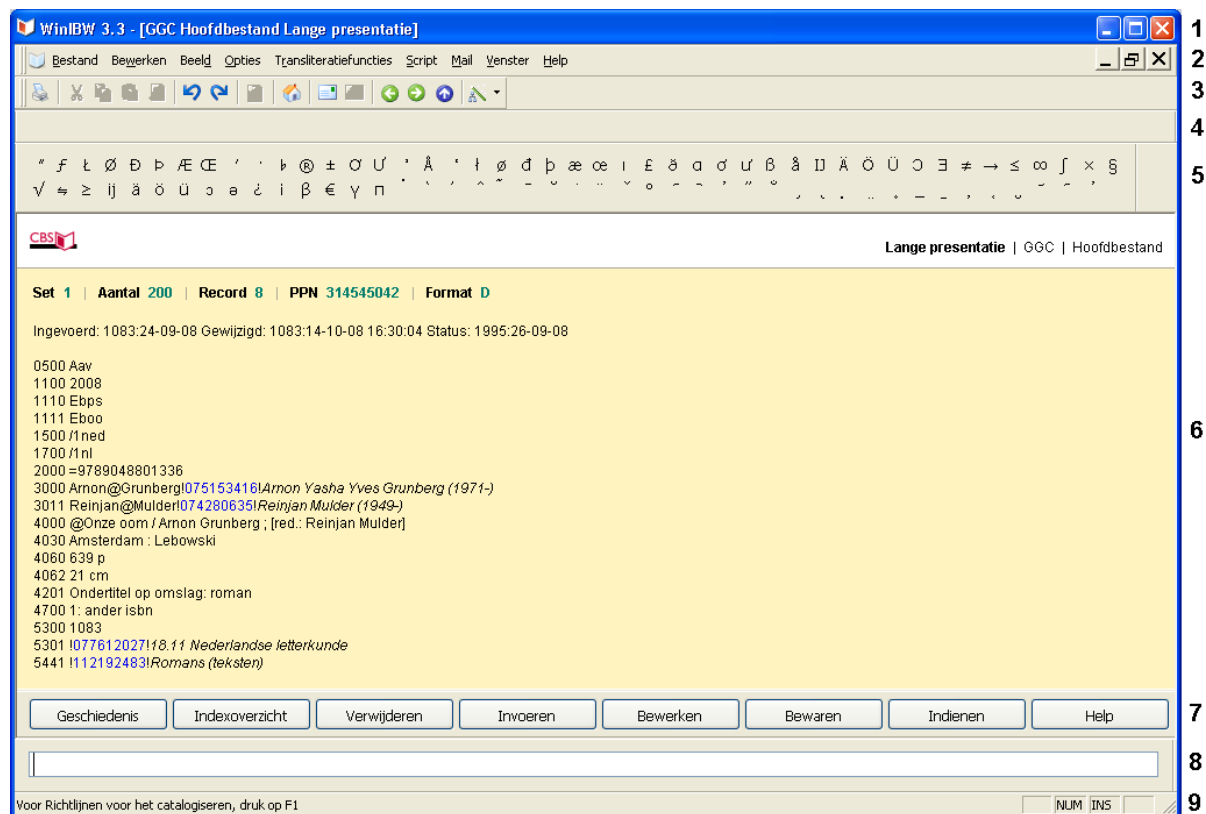 WinIBW 3.3 - [GGC Hoofdbestand Lange presentatie]
1
Bestand Bewerken Beeld Opties Transliteratiefuncties Script Mail Venster Help
2
3
4
" ƒ Ł Ø Đ Þ Æ Œ ʹ · ♭ ® ± Ơ Ư ʾ Å ʿ ł ø đ þ æ œ ı £ ð ɑ ơ ư ß å IJ Ä Ö Ü Ɔ Ǝ ≠ → ≤ ∞ ∫ × §
√ ⇋ ≥ ij ä ö ü ɔ ə ¿ ¡ β € γ π
5
CBS
Lange presentatie | GGC | Hoofdbestand
Set 1 | Aantal 200 | Record 8 | PPN 314545042 | Format D
Ingevoerd: 1083:24-09-08 Gewijzigd: 1083:14-10-08 16:30:04 Status: 1995:26-09-08
0500 Aav
1100 2008
1110 Ebps
1111 Eboo
1500 /1ned
1700 /1nl
2000 =9789048801336
3000 Arnon@Grunberg!075153416!Arnon Yasha Yves Grunberg (1971-)
3011 Reinjan@Mulder!074280635!Reinjan Mulder (1949-)
4000 @Onze oom / Arnon Grunberg ; [red.: Reinjan Mulder]
4030 Amsterdam : Lebowski
4060 639 p
4062 21 cm
4201 Ondertitel op omslag: roman
4700 1: ander isbn
5300 1083
5301 !077612027!18.11 Nederlandse letterkunde
5441 !112192483!Romans (teksten)
6
Geschiedenis Indexoverzicht Verwijderen Invoeren Bewerken Bewaren Indienen Help
7
8
Voor Richtlijnen voor het catalogiseren, druk op F1
NUM INS
9